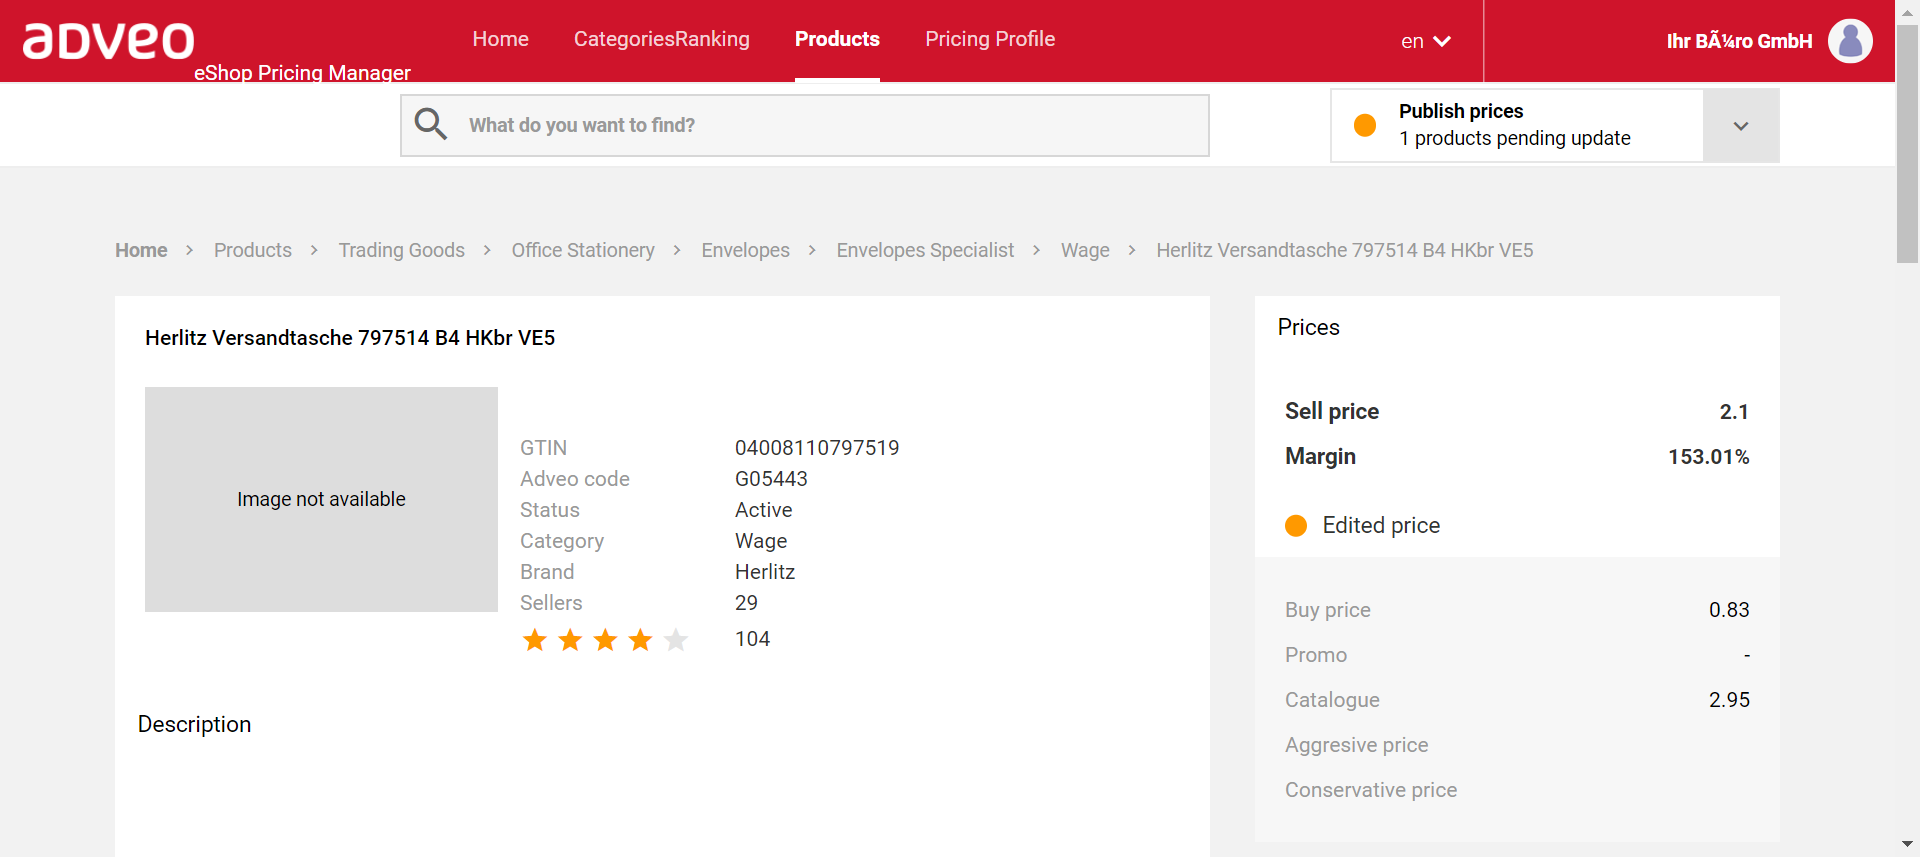 adveo
eShop Pricing Manager
Home
CategoriesRanking
Products
Pricing Profile
en
Ihr BÃ¼ro GmbH
What do you want to find?
Publish prices
1 products pending update
Home > Products > Trading Goods > Office Stationery > Envelopes > Envelopes Specialist > Wage > Herlitz Versandtasche 797514 B4 HKbr VE5
Herlitz Versandtasche 797514 B4 HKbr VE5
Image not available
GTIN 04008110797519
Adveo code G05443
Status Active
Category Wage
Brand Herlitz
Sellers 29
104
Description
Prices
Sell price 2.1
Margin 153.01%
Edited price
Buy price 0.83
Promo -
Catalogue 2.95
Aggresive price
Conservative price